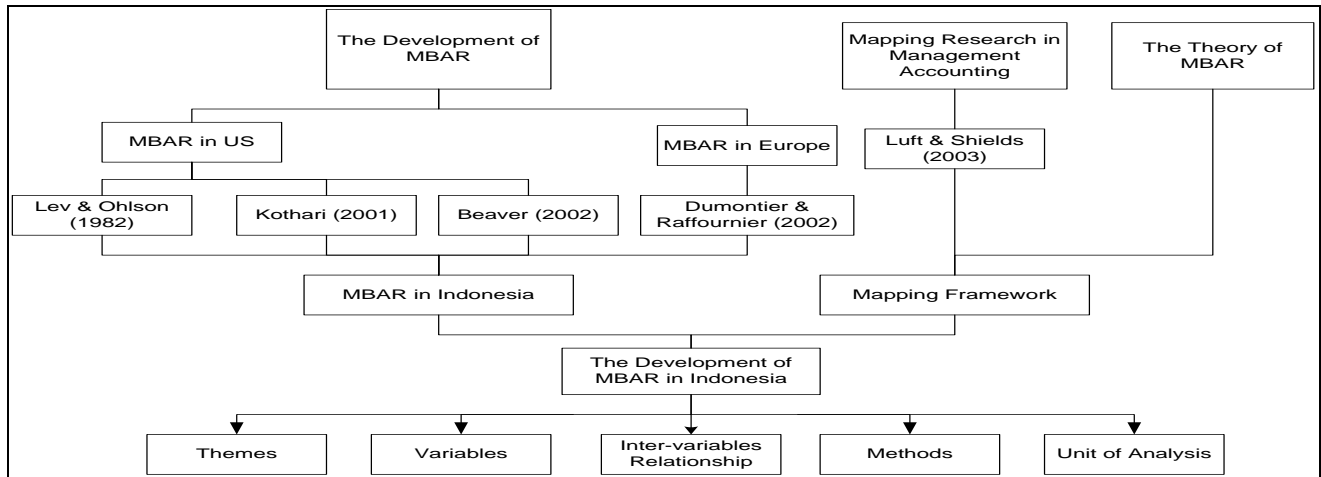 The Development of
MBAR
Mapping Research in
Management
Accounting
The Theory of
MBAR
MBAR in US
MBAR in Europe
Luft & Shields
(2003)
Lev & Ohlson
(1982)
Kothari (2001)
Beaver (2002)
Dumontier &
Raffournier (2002)
MBAR in Indonesia
Mapping Framework
The Development of
MBAR in Indonesia
Themes
Variables
Inter-variables
Relationship
Methods
Unit of Analysis